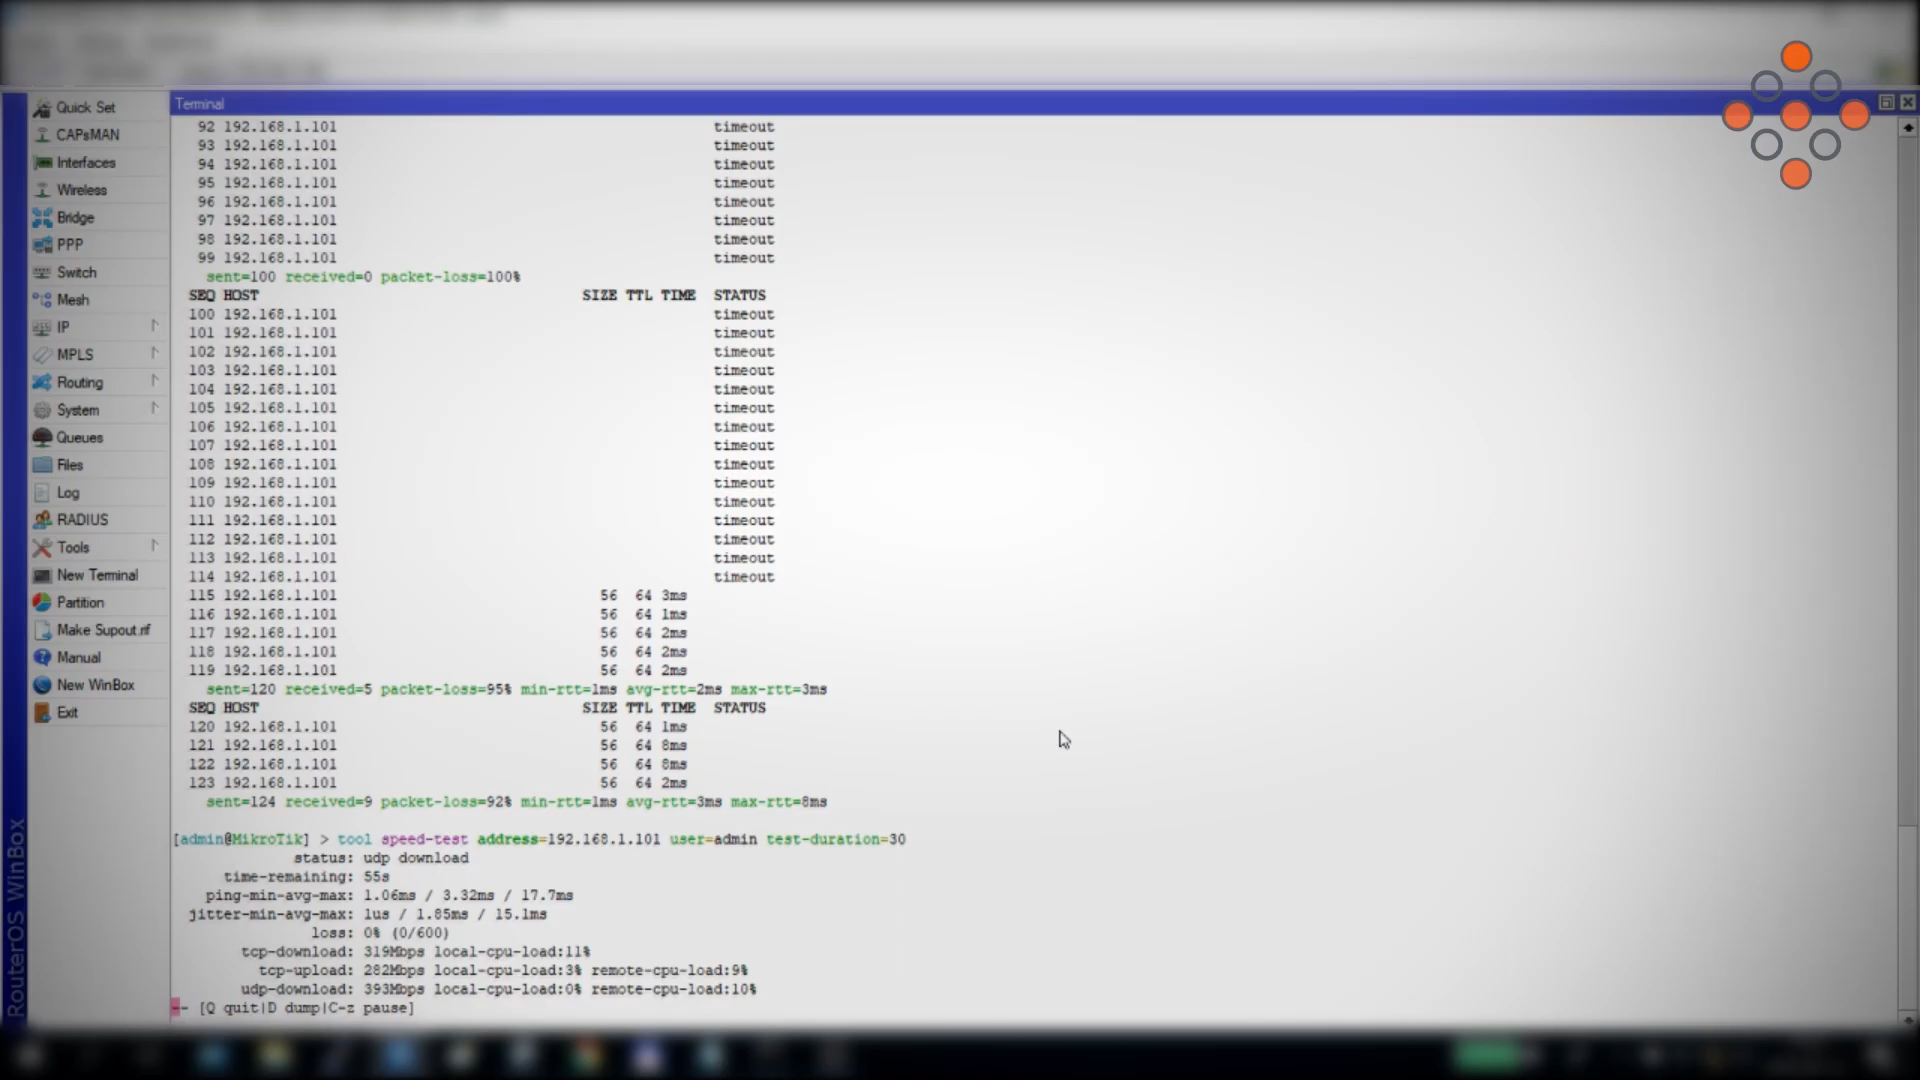 Terminal
Quick Set
CAPsMAN
Interfaces
Wireless
Bridge
PPP
Switch
Mesh
IP
MPLS
Routing
System
Queues
Files
Log
RADIUS
Tools
New Terminal
Partition
Make Supout.rif
Manual
New WinBox
Exit
RouterOS WinBox
92 192.168.1.101 timeout
93 192.168.1.101 timeout
94 192.168.1.101 timeout
95 192.168.1.101 timeout
96 192.168.1.101 timeout
97 192.168.1.101 timeout
98 192.168.1.101 timeout
99 192.168.1.101 timeout
sent=100 received=0 packet-loss=100%
SEQ HOST SIZE TTL TIME STATUS
100 192.168.1.101 timeout
101 192.168.1.101 timeout
102 192.168.1.101 timeout
103 192.168.1.101 timeout
104 192.168.1.101 timeout
105 192.168.1.101 timeout
106 192.168.1.101 timeout
107 192.168.1.101 timeout
108 192.168.1.101 timeout
109 192.168.1.101 timeout
110 192.168.1.101 timeout
111 192.168.1.101 timeout
112 192.168.1.101 timeout
113 192.168.1.101 timeout
114 192.168.1.101 timeout
115 192.168.1.101 56 64 3ms
116 192.168.1.101 56 64 1ms
117 192.168.1.101 56 64 2ms
118 192.168.1.101 56 64 2ms
119 192.168.1.101 56 64 2ms
sent=120 received=5 packet-loss=95% min-rtt=1ms avg-rtt=2ms max-rtt=3ms
SEQ HOST SIZE TTL TIME STATUS
120 192.168.1.101 56 64 1ms
121 192.168.1.101 56 64 8ms
122 192.168.1.101 56 64 8ms
123 192.168.1.101 56 64 2ms
sent=124 received=9 packet-loss=92% min-rtt=1ms avg-rtt=3ms max-rtt=8ms
[admin@MikroTik] > tool speed-test address=192.168.1.101 user=admin test-duration=30
status: udp download
time-remaining: 55s
ping-min-avg-max: 1.06ms / 3.32ms / 17.7ms
jitter-min-avg-max: 1us / 1.85ms / 15.1ms
loss: 0% (0/600)
tcp-download: 319Mbps local-cpu-load:11%
tcp-upload: 282Mbps local-cpu-load:3% remote-cpu-load:9%
udp-download: 393Mbps local-cpu-load:0% remote-cpu-load:10%
-- [Q quit|D dump|C-z pause]